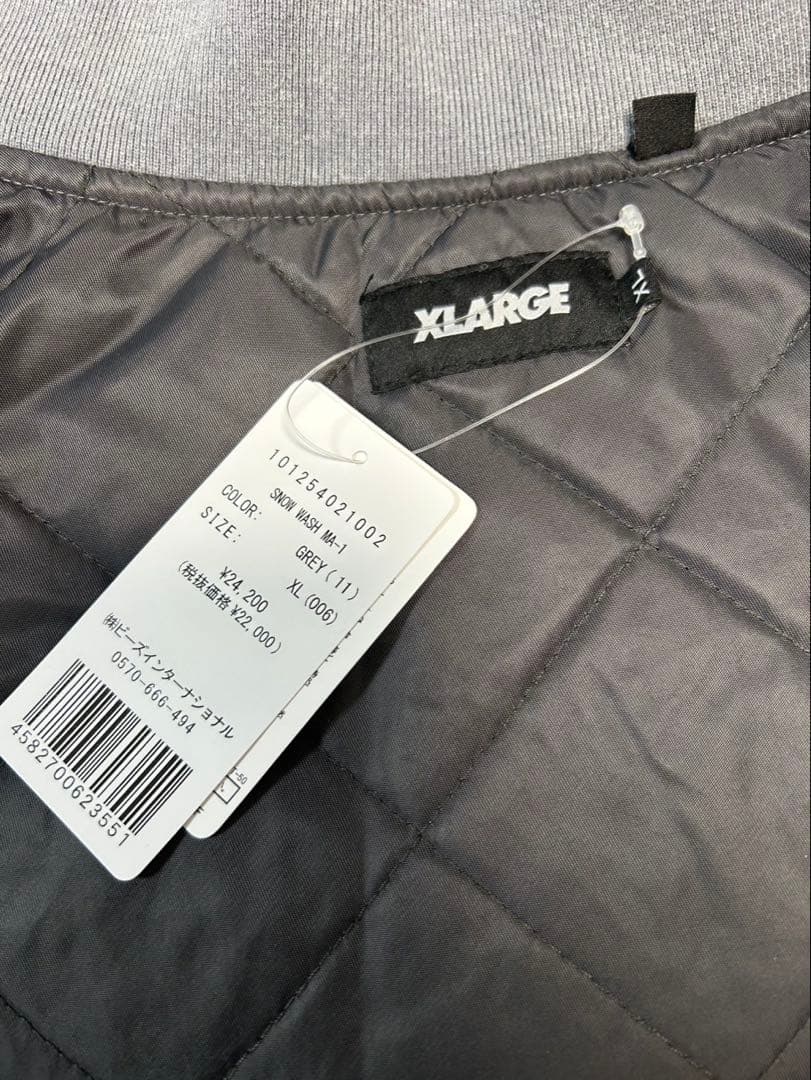 XLARGE
XL
101254021002
SNOW WASH MA-1
COLOR: GREY(11)
SIZE: XL(006)
¥24,200
(税抜価格 ¥22,000)
㈱ビーズインターナショナル
0570-666-494
4582700623551
-50